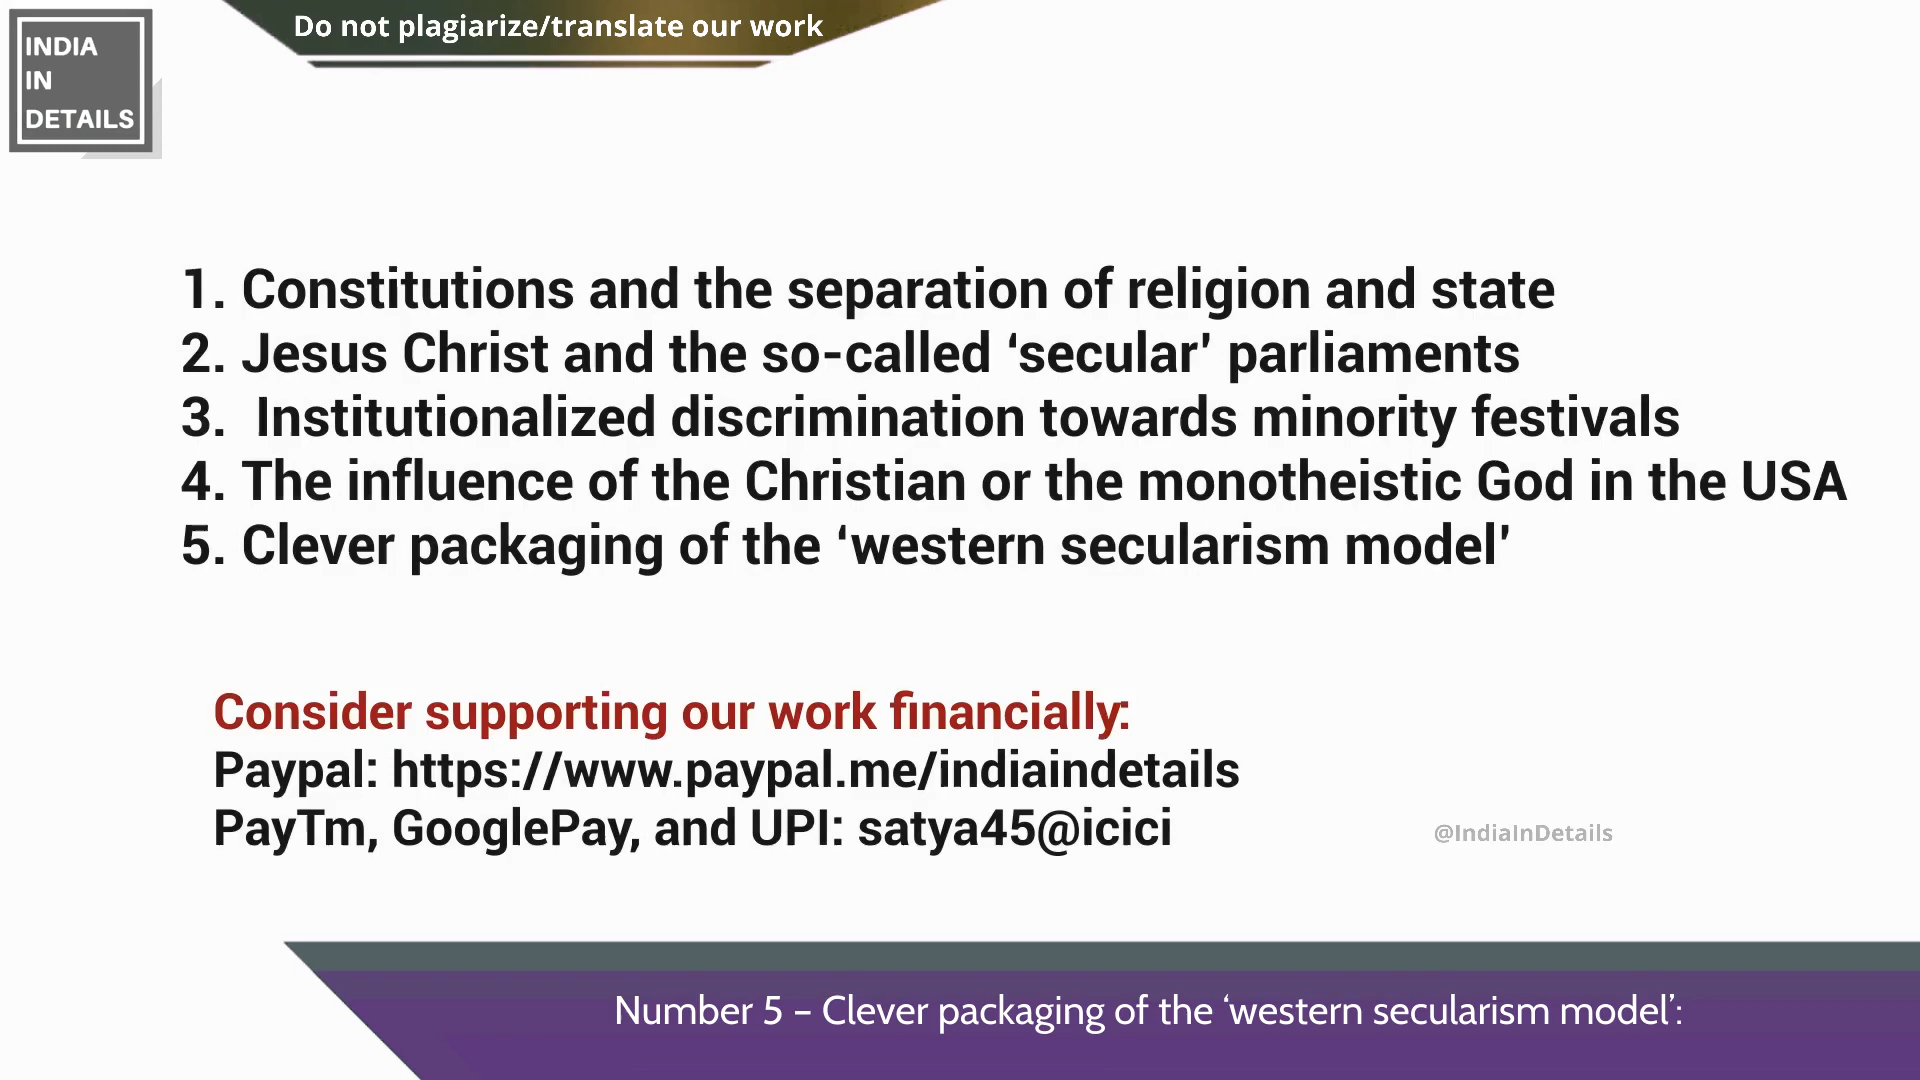 Do not plagiarize/translate our work
INDIA
IN
DETAILS
1. Constitutions and the separation of religion and state
2. Jesus Christ and the so-called ‘secular’ parliaments
3.  Institutionalized discrimination towards minority festivals
4. The influence of the Christian or the monotheistic God in the USA
5. Clever packaging of the ‘western secularism model’
Consider supporting our work financially:
Paypal: https://www.paypal.me/indiaindetails
PayTm, GooglePay, and UPI: satya45@icici
@IndiaInDetails
Number 5 – Clever packaging of the ‘western secularism model’: